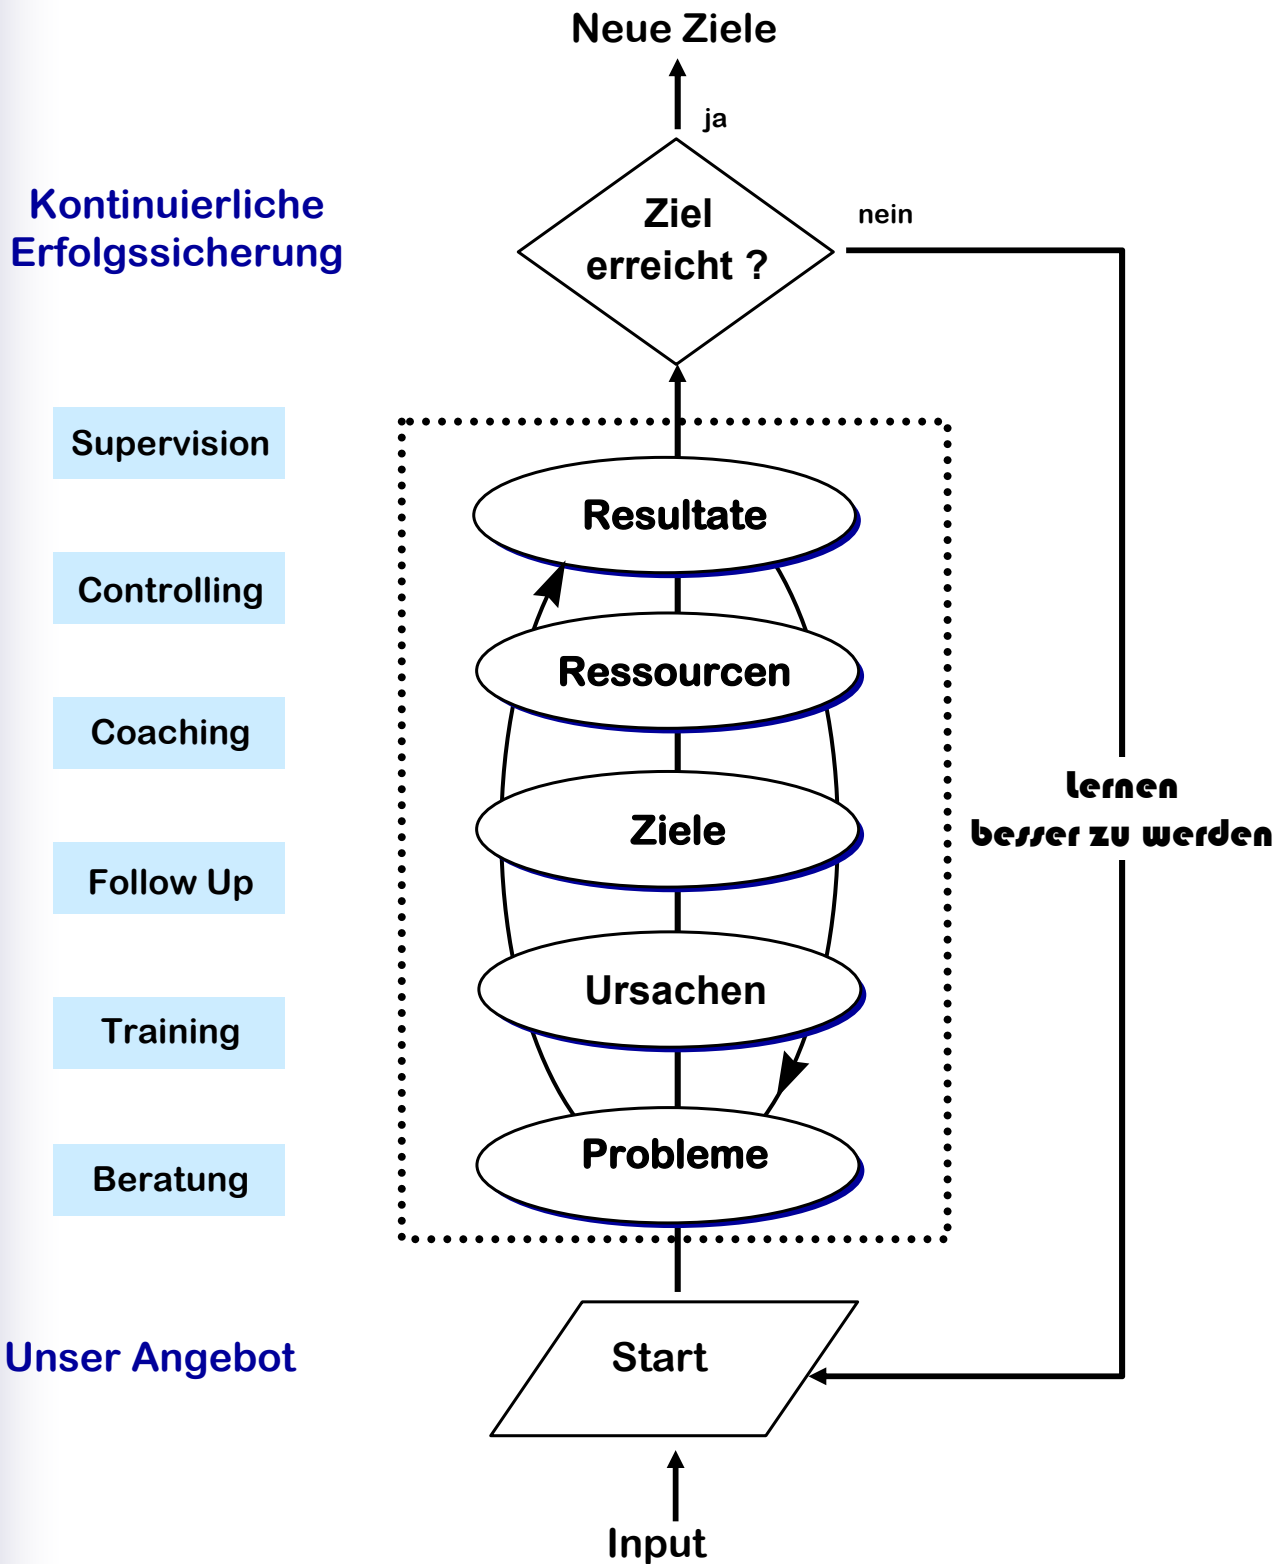 Neue Ziele
ja
Kontinuierliche
Erfolgssicherung
Ziel
erreicht ?
nein
Supervision
Resultate
Controlling
Ressourcen
Coaching
Ziele
Lernen
besser zu werden
Follow Up
Ursachen
Training
Probleme
Beratung
Unser Angebot
Start
Input